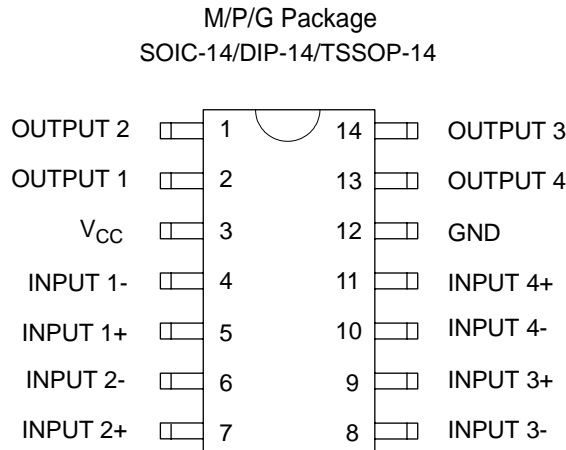 M/P/G Package
SOIC-14/DIP-14/TSSOP-14
OUTPUT 2 1 14 OUTPUT 3
OUTPUT 1 2 13 OUTPUT 4
VCC 3 12 GND
INPUT 1- 4 11 INPUT 4+
INPUT 1+ 5 10 INPUT 4-
INPUT 2- 6 9 INPUT 3+
INPUT 2+ 7 8 INPUT 3-